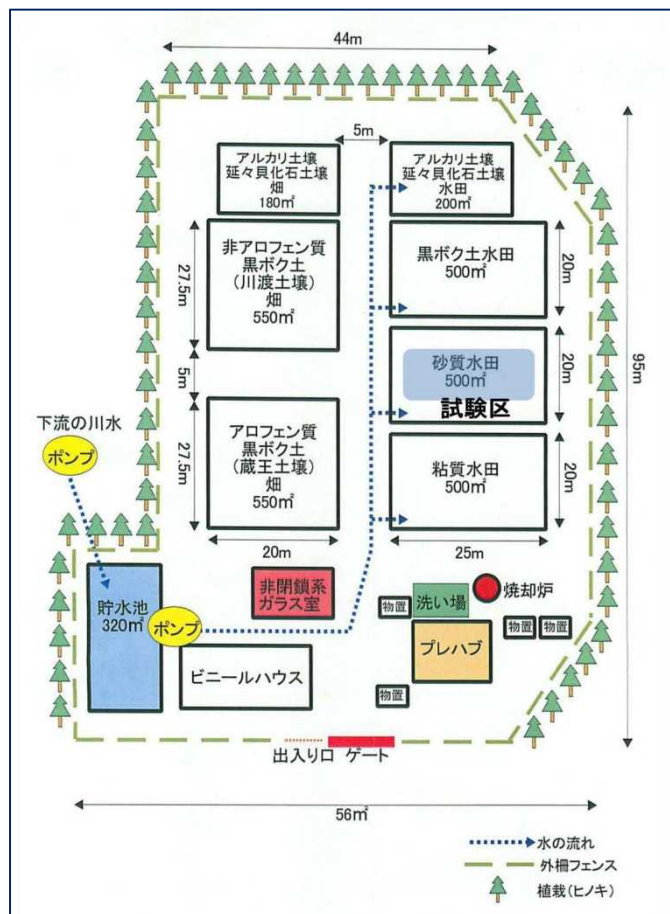 44m
5m
アルカリ土壌
延々貝化石土壌
畑
180㎡
アルカリ土壌
延々貝化石土壌
水田
200㎡
27.5m
非アロフェン質
黒ボク土
(川渡土壌)
畑
550㎡
黒ボク土水田
500㎡
20m
95m
5m
砂質水田
500㎡
試験区
20m
下流の川水
ポンプ
27.5m
アロフェン質
黒ボク土
(蔵王土壌)
畑
550㎡
粘質水田
500㎡
20m
20m
25m
貯水池
320㎡
ポンプ
非閉鎖系
ガラス室
物置
洗い場
焼却炉
物置
物置
プレハブ
ビニールハウス
物置
出入り口 ゲート
56㎡
水の流れ
外柵フェンス
植栽(ヒノキ)